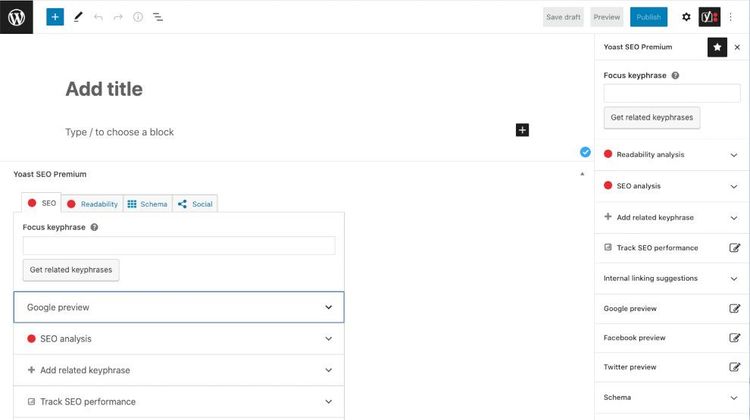 Save draft
Preview
Publish
Add title
Type / to choose a block
Yoast SEO Premium
SEO
Readability
Schema
Social
Focus keyphrase
Get related keyphrases
Google preview
SEO analysis
Add related keyphrase
Track SEO performance
Yoast SEO Premium
Focus keyphrase
Get related keyphrases
Readability analysis
SEO analysis
Add related keyphrase
Track SEO performance
Internal linking suggestions
Google preview
Facebook preview
Twitter preview
Schema